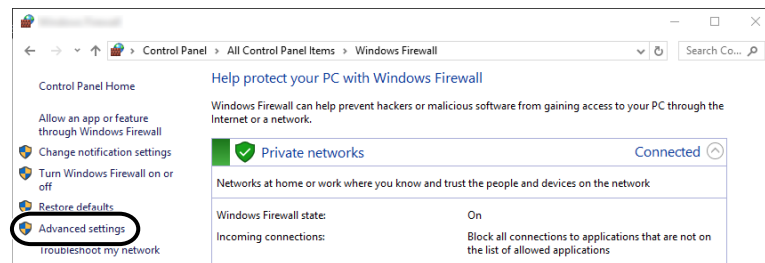 Control Panel > All Control Panel Items > Windows Firewall
Search Co...
Control Panel Home
Allow an app or feature
through Windows Firewall
Change notification settings
Turn Windows Firewall on or
off
Restore defaults
Advanced settings
Troubleshoot my network
Help protect your PC with Windows Firewall
Windows Firewall can help prevent hackers or malicious software from gaining access to your PC through the
Internet or a network.
Private networks
Connected
Networks at home or work where you know and trust the people and devices on the network
Windows Firewall state: On
Incoming connections: Block all connections to applications that are not on
the list of allowed applications